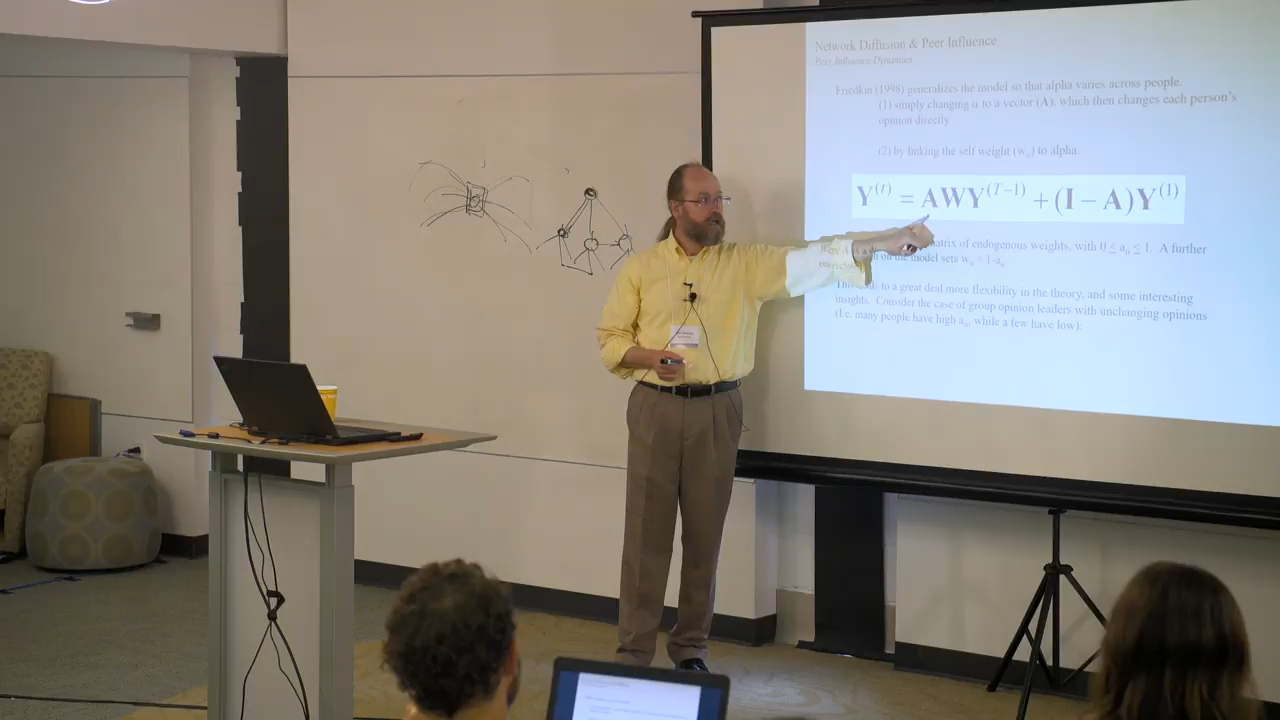 Network Diffusion & Peer Influence
Peer Influence Dynamics
Friedkin (1998) generalizes the model so that alpha varies across people.
(1) simply changing α to a vector (A), which then changes each person's
opinion directly
(2) by linking the self weight (wᵢᵢ) to alpha.
Y⁽ᵗ⁾ = AWY⁽ᵀ⁻¹⁾ + (I – A)Y⁽¹⁾
of endogenous weights, with 0 ≤ aᵢᵢ ≤ 1. A further
on the model sets wᵢᵢ = 1-aᵢᵢ
to a great deal more flexibility in the theory, and some interesting
insights. Consider the case of group opinion leaders with unchanging opinions
(I.e. many people have high aᵢᵢ, while a few have low):